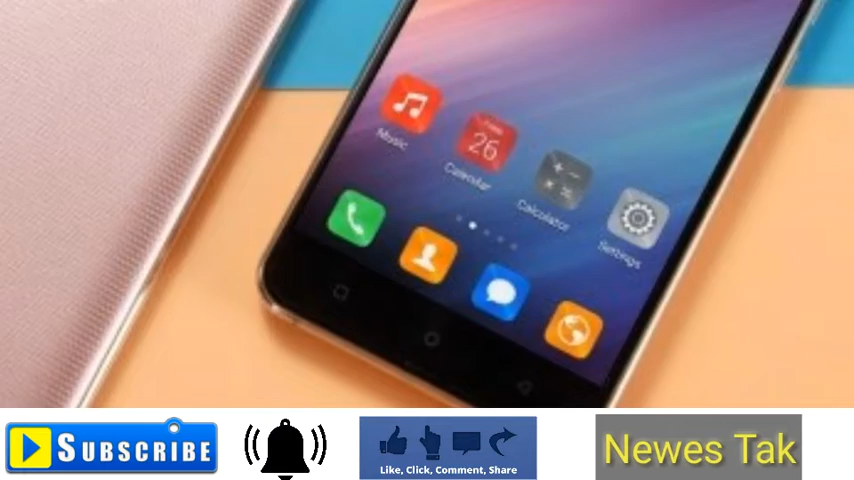 Music
26
Calendar
Calculator
Settings
SUBSCRIBE
Like, Click, Comment, Share
Newes Tak